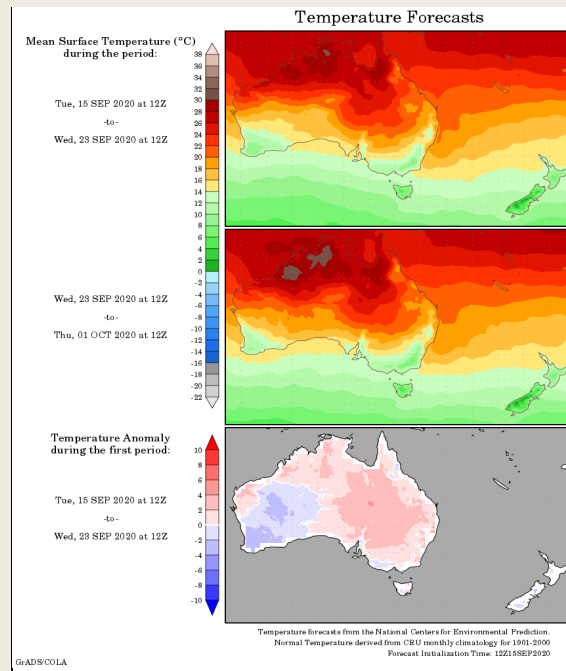 Temperature Forecasts
Mean Surface Temperature (°C)
during the period:
Tue, 15 SEP 2020 at 12Z
-to-
Wed, 23 SEP 2020 at 12Z
38
36
34
32
30
28
26
24
22
20
18
16
14
12
10
8
6
4
2
0
-2
-4
-6
-8
-10
-12
-14
-16
-18
-20
-22
Wed, 23 SEP 2020 at 12Z
-to-
Thu, 01 OCT 2020 at 12Z
Temperature Anomaly
during the first period:
Tue, 15 SEP 2020 at 12Z
-to-
Wed, 23 SEP 2020 at 12Z
10
8
6
4
2
0
-2
-4
-6
-8
-10
Temperature forecasts from the National Centers for Environmental Prediction.
Normal Temperature derived from CRU monthly climatology for 1901-2000
Forecast Initialization Time: 12Z15SEP2020
GrADS/COLA